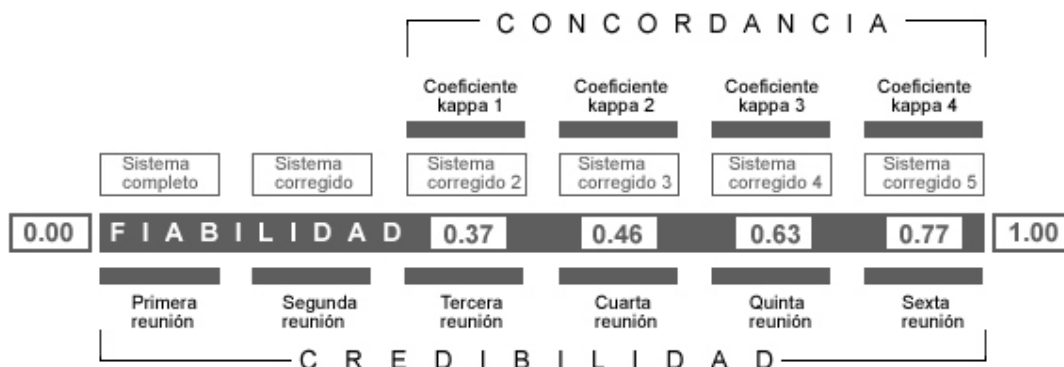 CONCORDANCIA
Coeficiente
kappa 1
Coeficiente
kappa 2
Coeficiente
kappa 3
Coeficiente
kappa 4
Sistema
completo
Sistema
corregido
Sistema
corregido 2
Sistema
corregido 3
Sistema
corregido 4
Sistema
corregido 5
0.00 FIABILIDAD 0.37 0.46 0.63 0.77 1.00
Primera
reunión
Segunda
reunión
Tercera
reunión
Cuarta
reunión
Quinta
reunión
Sexta
reunión
CREDIBILIDAD